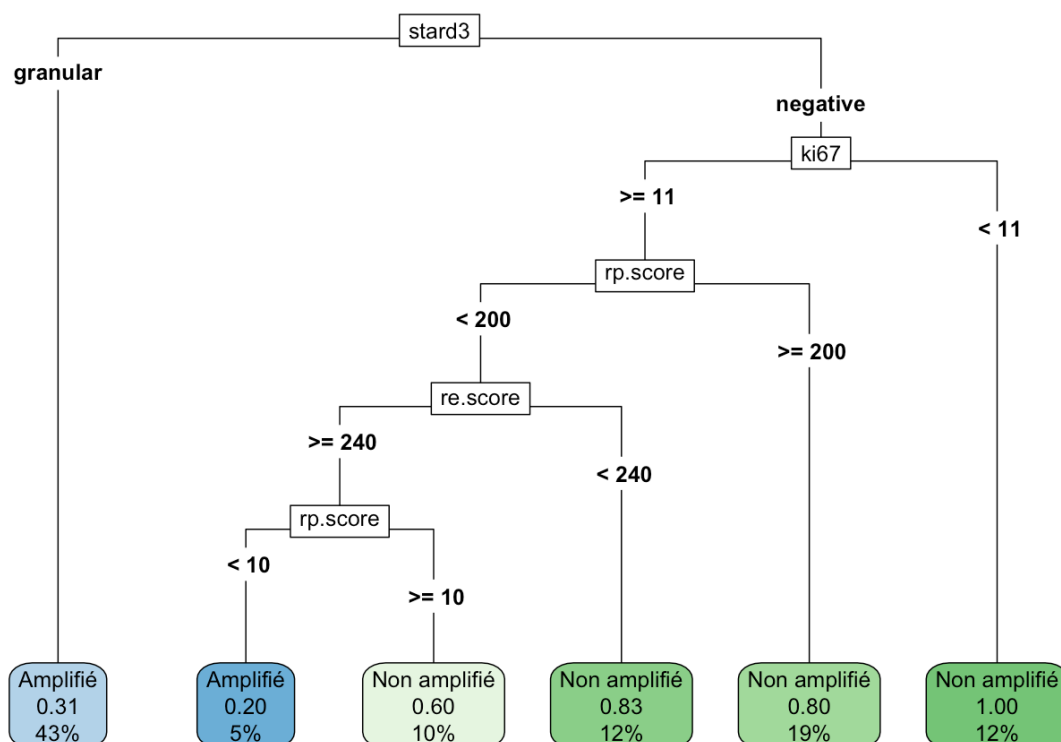 stard3
granular
negative
ki67
>= 11
< 11
rp.score
< 200
>= 200
re.score
>= 240
< 240
rp.score
< 10
>= 10
Amplifié
0.31
43%
Amplifié
0.20
5%
Non amplifié
0.60
10%
Non amplifié
0.83
12%
Non amplifié
0.80
19%
Non amplifié
1.00
12%